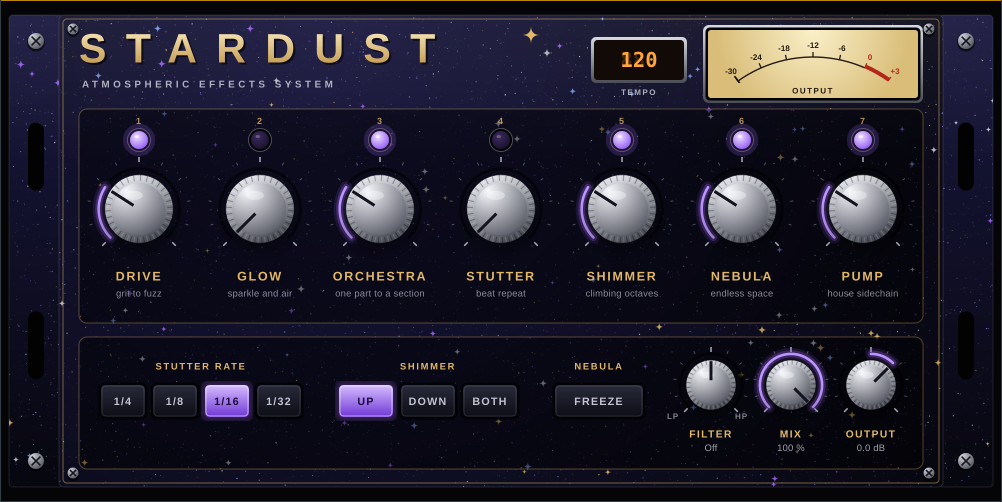 STARDUST
ATMOSPHERIC EFFECTS SYSTEM
120
TEMPO
-30 -24 -18 -12 -6 0 +3
OUTPUT
1 2 3 4 5 6 7
DRIVE GLOW ORCHESTRA STUTTER SHIMMER NEBULA PUMP
grit to fuzz sparkle and air one part to a section beat repeat climbing octaves endless space house sidechain
STUTTER RATE SHIMMER NEBULA
1/4 1/8 1/16 1/32 UP DOWN BOTH FREEZE
LP HP
FILTER MIX OUTPUT
Off 100 % 0.0 dB